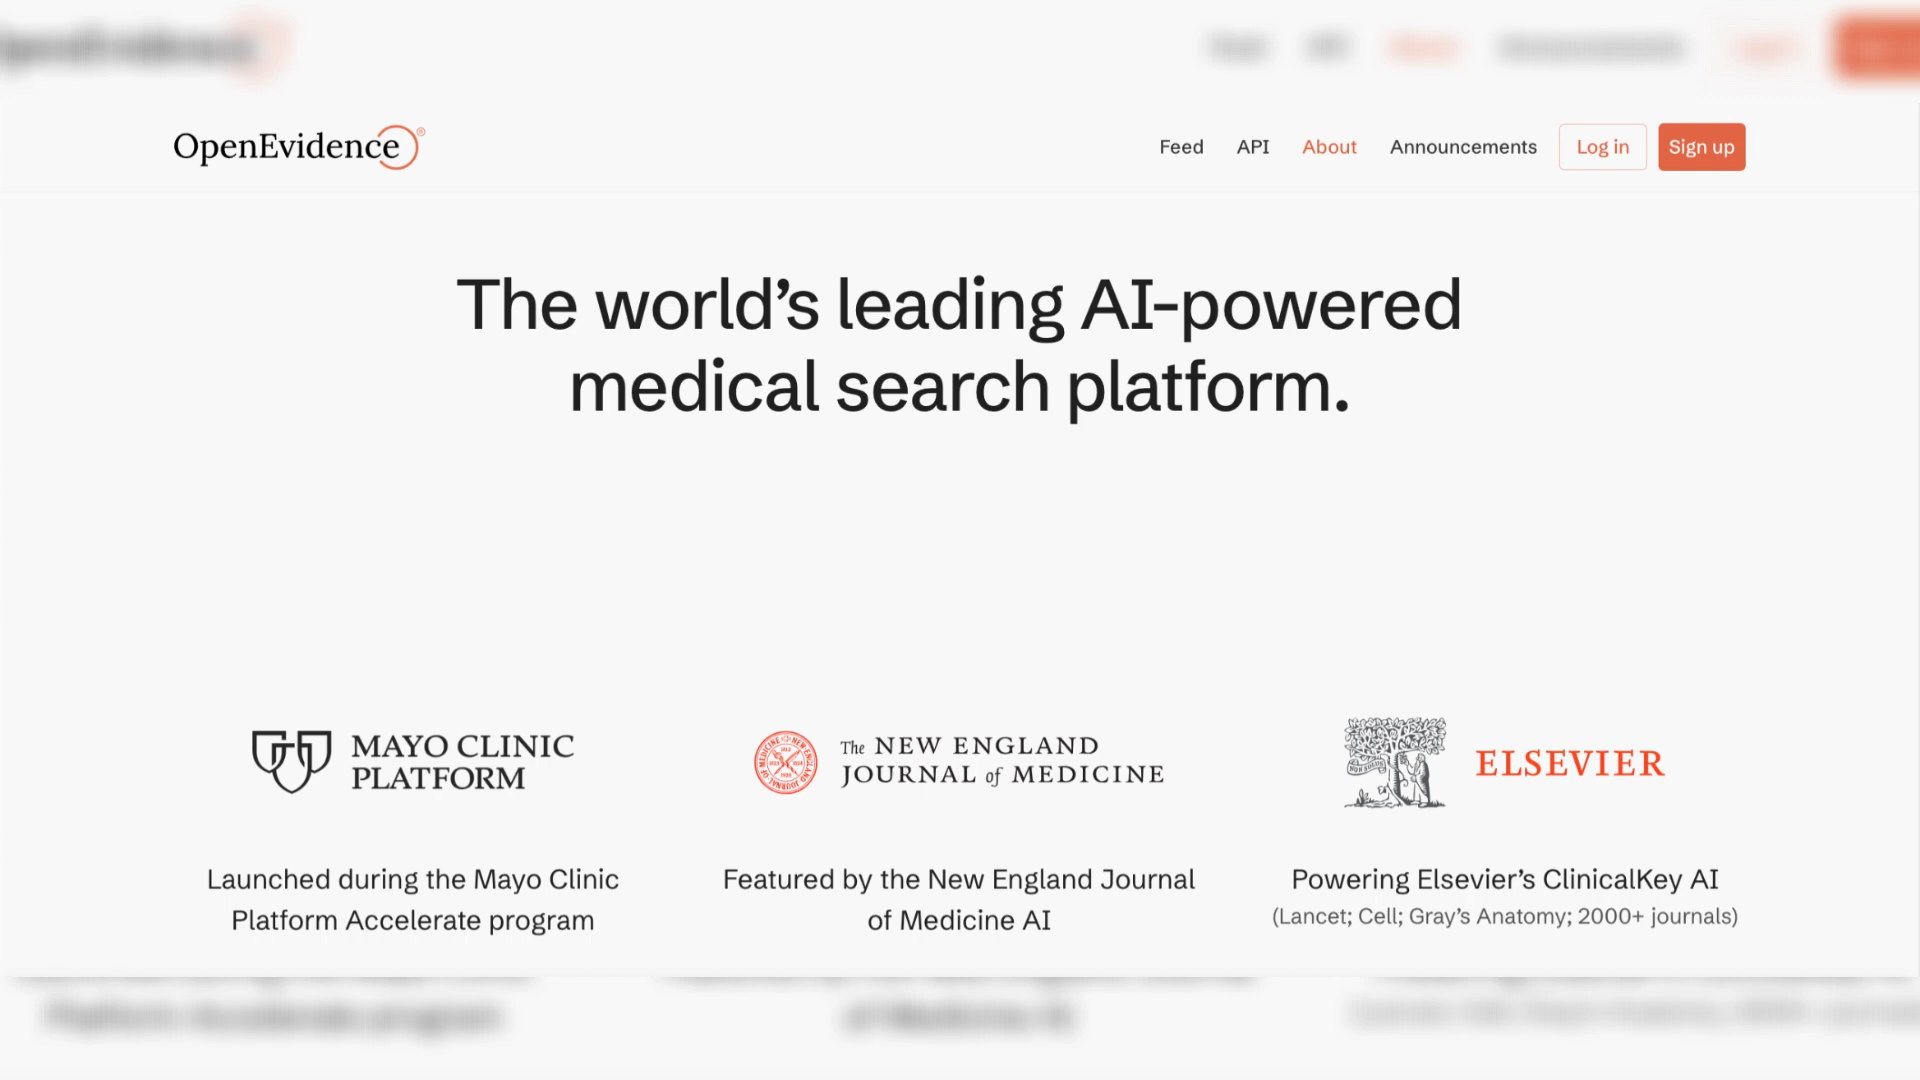 OpenEvidence®
Feed API About Announcements Log in Sign up
The world’s leading AI-powered
medical search platform.
MAYO CLINIC
PLATFORM
The NEW ENGLAND
JOURNAL of MEDICINE
ELSEVIER
Launched during the Mayo Clinic
Platform Accelerate program
Featured by the New England Journal
of Medicine AI
Powering Elsevier’s ClinicalKey AI
(Lancet; Cell; Gray’s Anatomy; 2000+ journals)